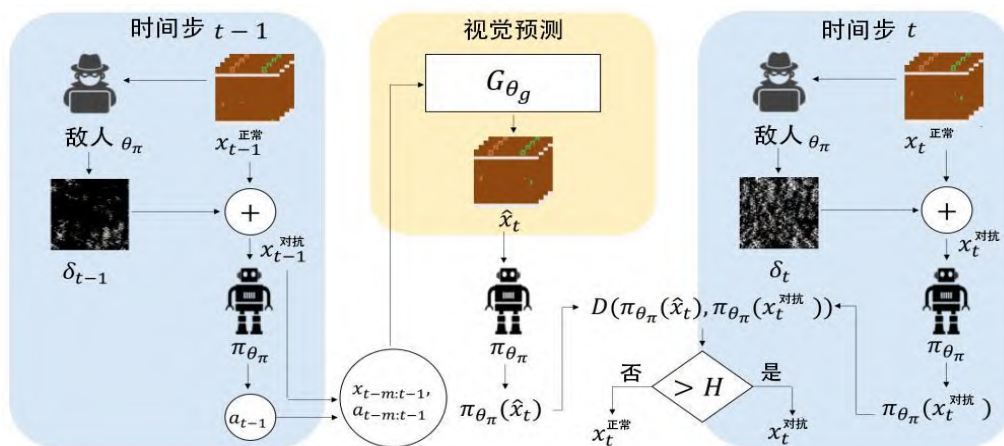 时间步 t − 1
敌人 θ_π
x_{t−1}^{正常}
+
δ_{t−1}
x_{t−1}^{对抗}
π_{θ_π}
a_{t−1}
x_{t−m:t−1},
a_{t−m:t−1}
视觉预测
G_{θ_g}
x̂_t
π_{θ_π}
π_{θ_π}(x̂_t)
D(π_{θ_π}(x̂_t), π_{θ_π}(x_t^{对抗}))
否
> H
是
x_t^{正常}
x_t^{对抗}
时间步 t
敌人 θ_π
x_t^{正常}
+
δ_t
x_t^{对抗}
π_{θ_π}
π_{θ_π}(x_t^{对抗})